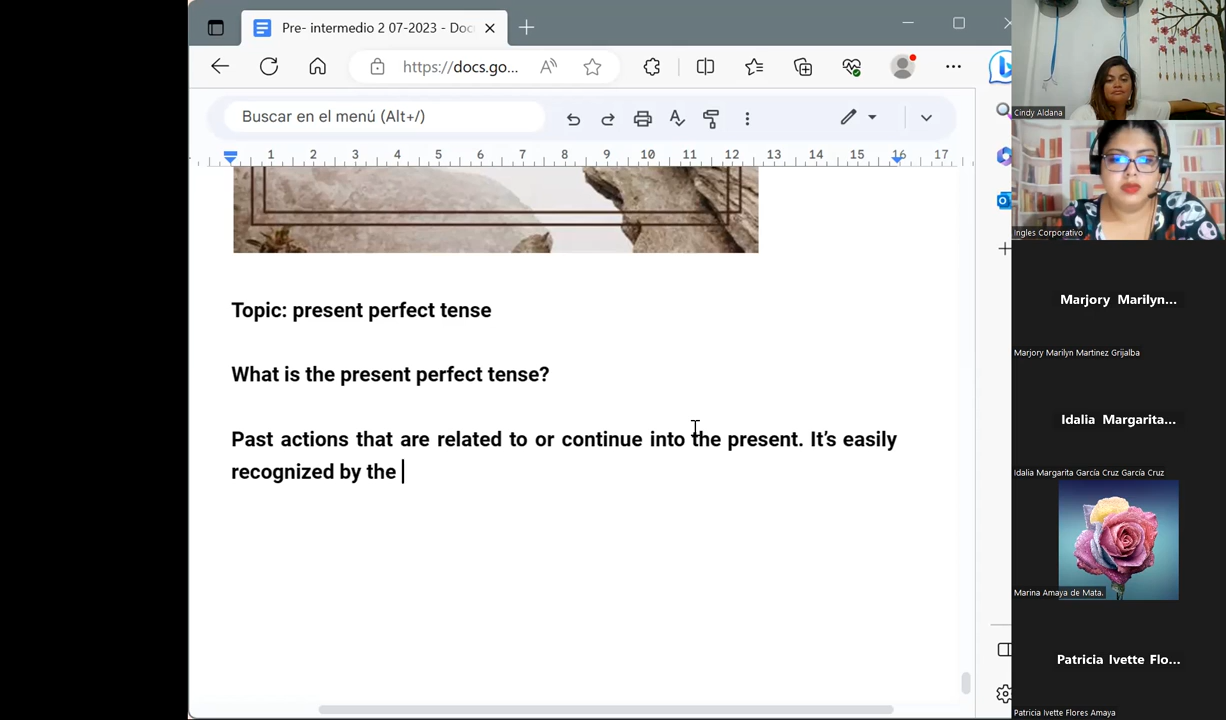 Pre- intermedio 2 07-2023 - Doc
https://docs.go...
Buscar en el menú (Alt+/)
1 2 3 4 5 6 7 8 9 10 11 12 13 14 15 16 17
Topic: present perfect tense
What is the present perfect tense?
Past actions that are related to or continue into the present. It’s easily
recognized by the
Cindy Aldana
Ingles Corporativo
Marjory Marilyn...
Marjory Marilyn Martinez Grijalba
Idalia Margarita...
Idalia Margarita García Cruz García Cruz
Marina Amaya de Mata.
Patricia Ivette Flo...
Patricia Ivette Flores Amaya